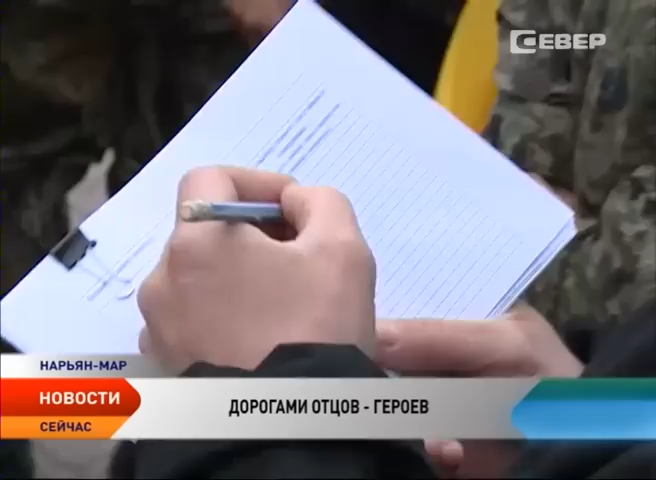 СЕВЕР
НАРЬЯН-МАР
НОВОСТИ
ДОРОГАМИ ОТЦОВ - ГЕРОЕВ
СЕЙЧАС